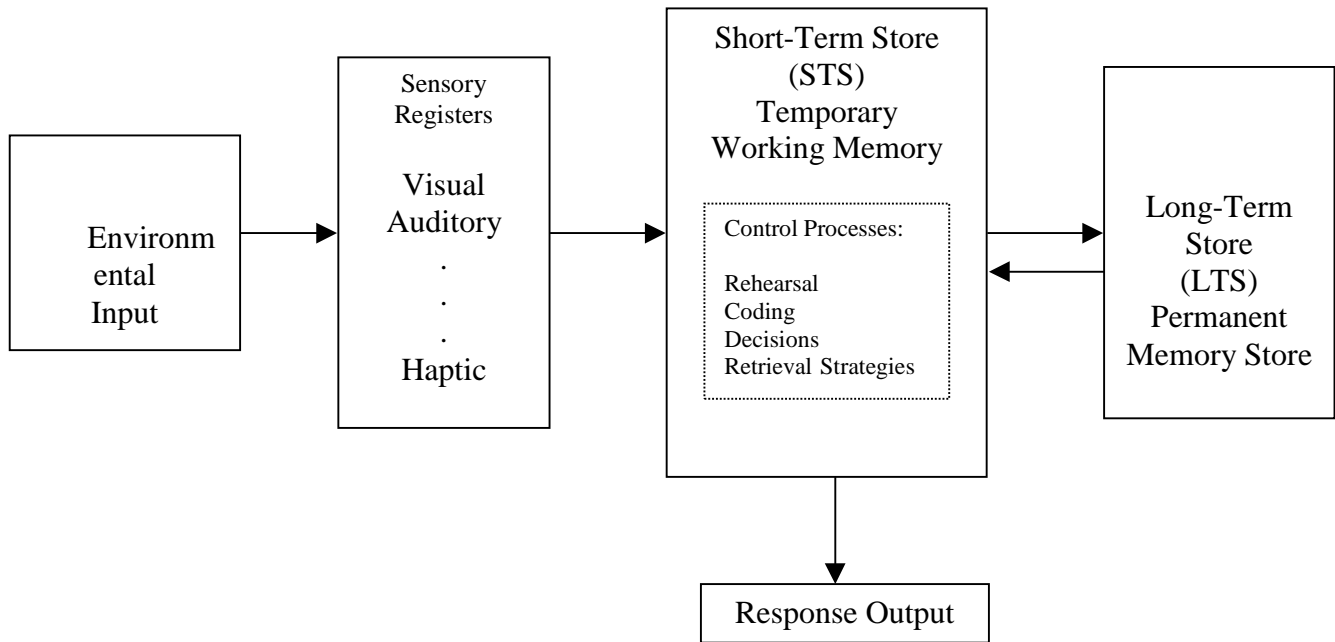 Environm
ental
Input
Sensory
Registers
Visual
Auditory
.
.
.
Haptic
Short-Term Store
(STS)
Temporary
Working Memory
Control Processes:
Rehearsal
Coding
Decisions
Retrieval Strategies
Long-Term
Store
(LTS)
Permanent
Memory Store
Response Output